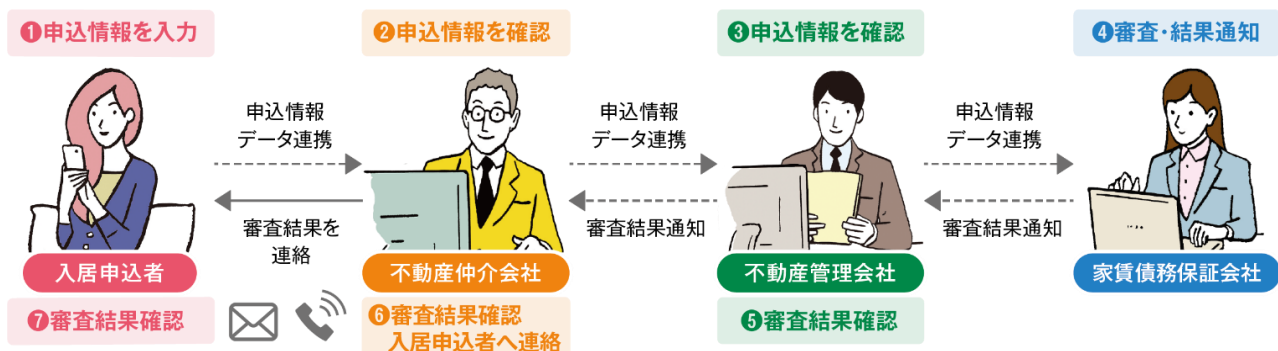 ❶申込情報を入力
❷申込情報を確認
❸申込情報を確認
❹審査・結果通知
申込情報
データ連携
申込情報
データ連携
申込情報
データ連携
審査結果を
連絡
審査結果通知
審査結果通知
入居申込者
不動産仲介会社
不動産管理会社
家賃債務保証会社
❼審査結果確認
❻審査結果確認
入居申込者へ連絡
❺審査結果確認